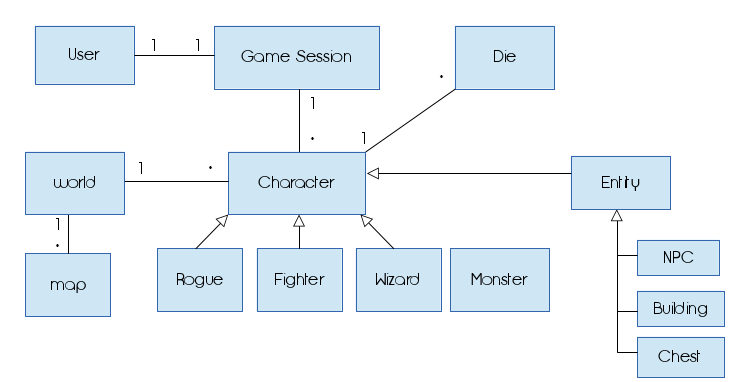 User
1
1
Game Session
Die
1
*
1
*
world
1
*
Character
Entity
1
*
map
Rogue
Fighter
Wizard
Monster
NPC
Building
Chest